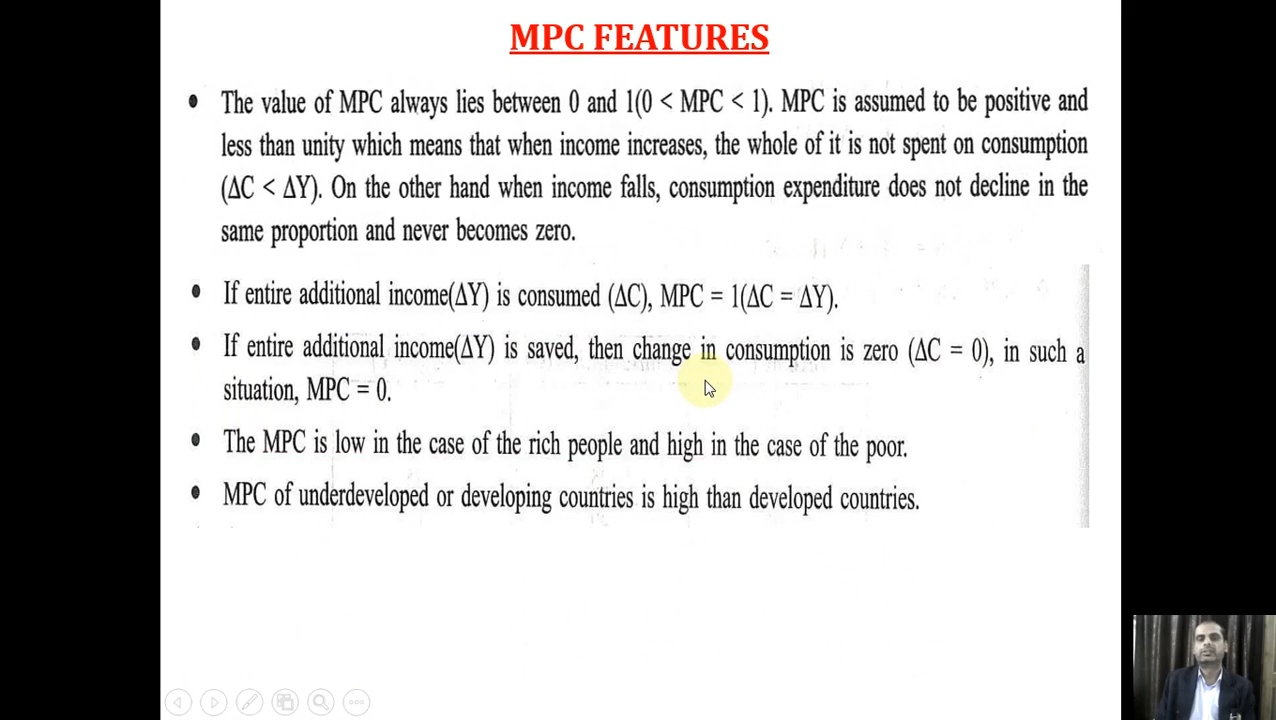 MPC FEATURES
• The value of MPC always lies between 0 and 1(0 < MPC < 1). MPC is assumed to be positive and
less than unity which means that when income increases, the whole of it is not spent on consumption
(ΔC < ΔY). On the other hand when income falls, consumption expenditure does not decline in the
same proportion and never becomes zero.
• If entire additional income(ΔY) is consumed (ΔC), MPC = 1(ΔC = ΔY).
• If entire additional income(ΔY) is saved, then change in consumption is zero (ΔC = 0), in such a
situation, MPC = 0.
• The MPC is low in the case of the rich people and high in the case of the poor.
• MPC of underdeveloped or developing countries is high than developed countries.